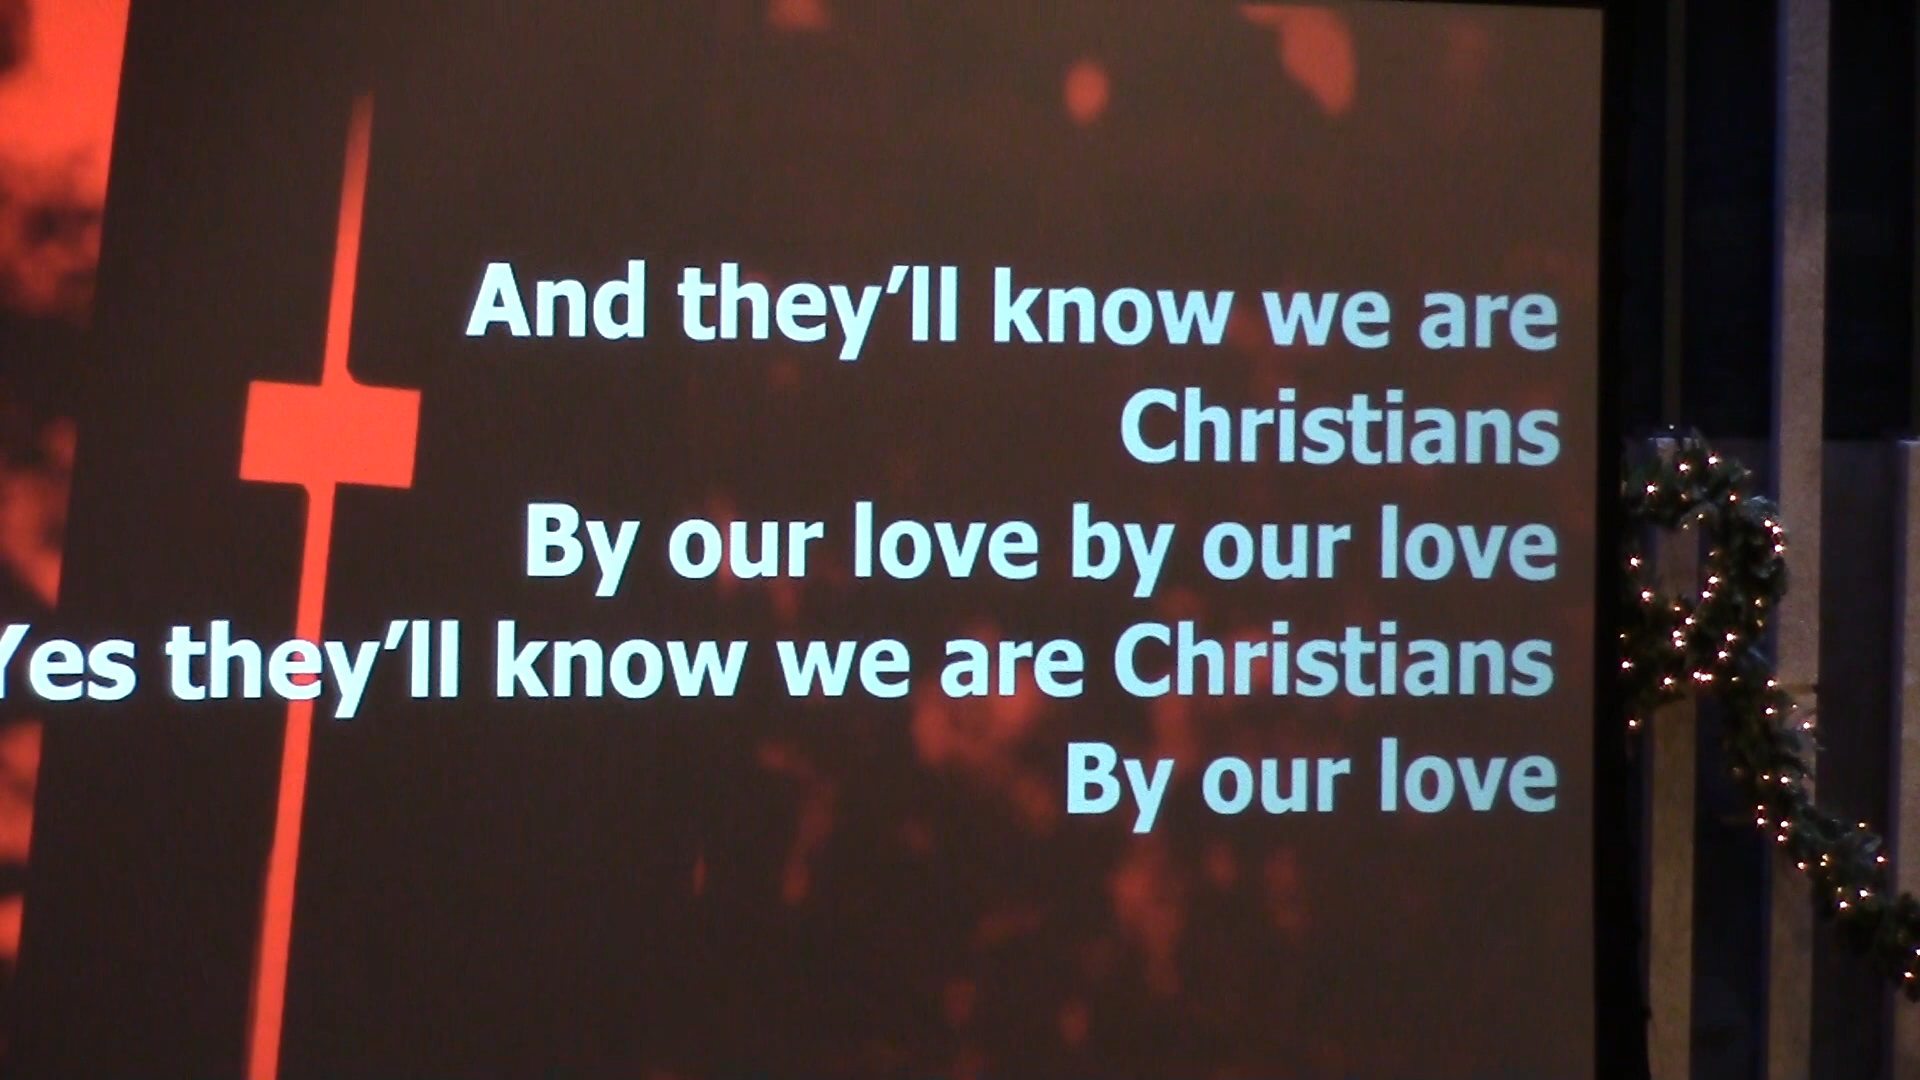 And they’ll know we are
Christians
By our love by our love
Yes they’ll know we are Christians
By our love